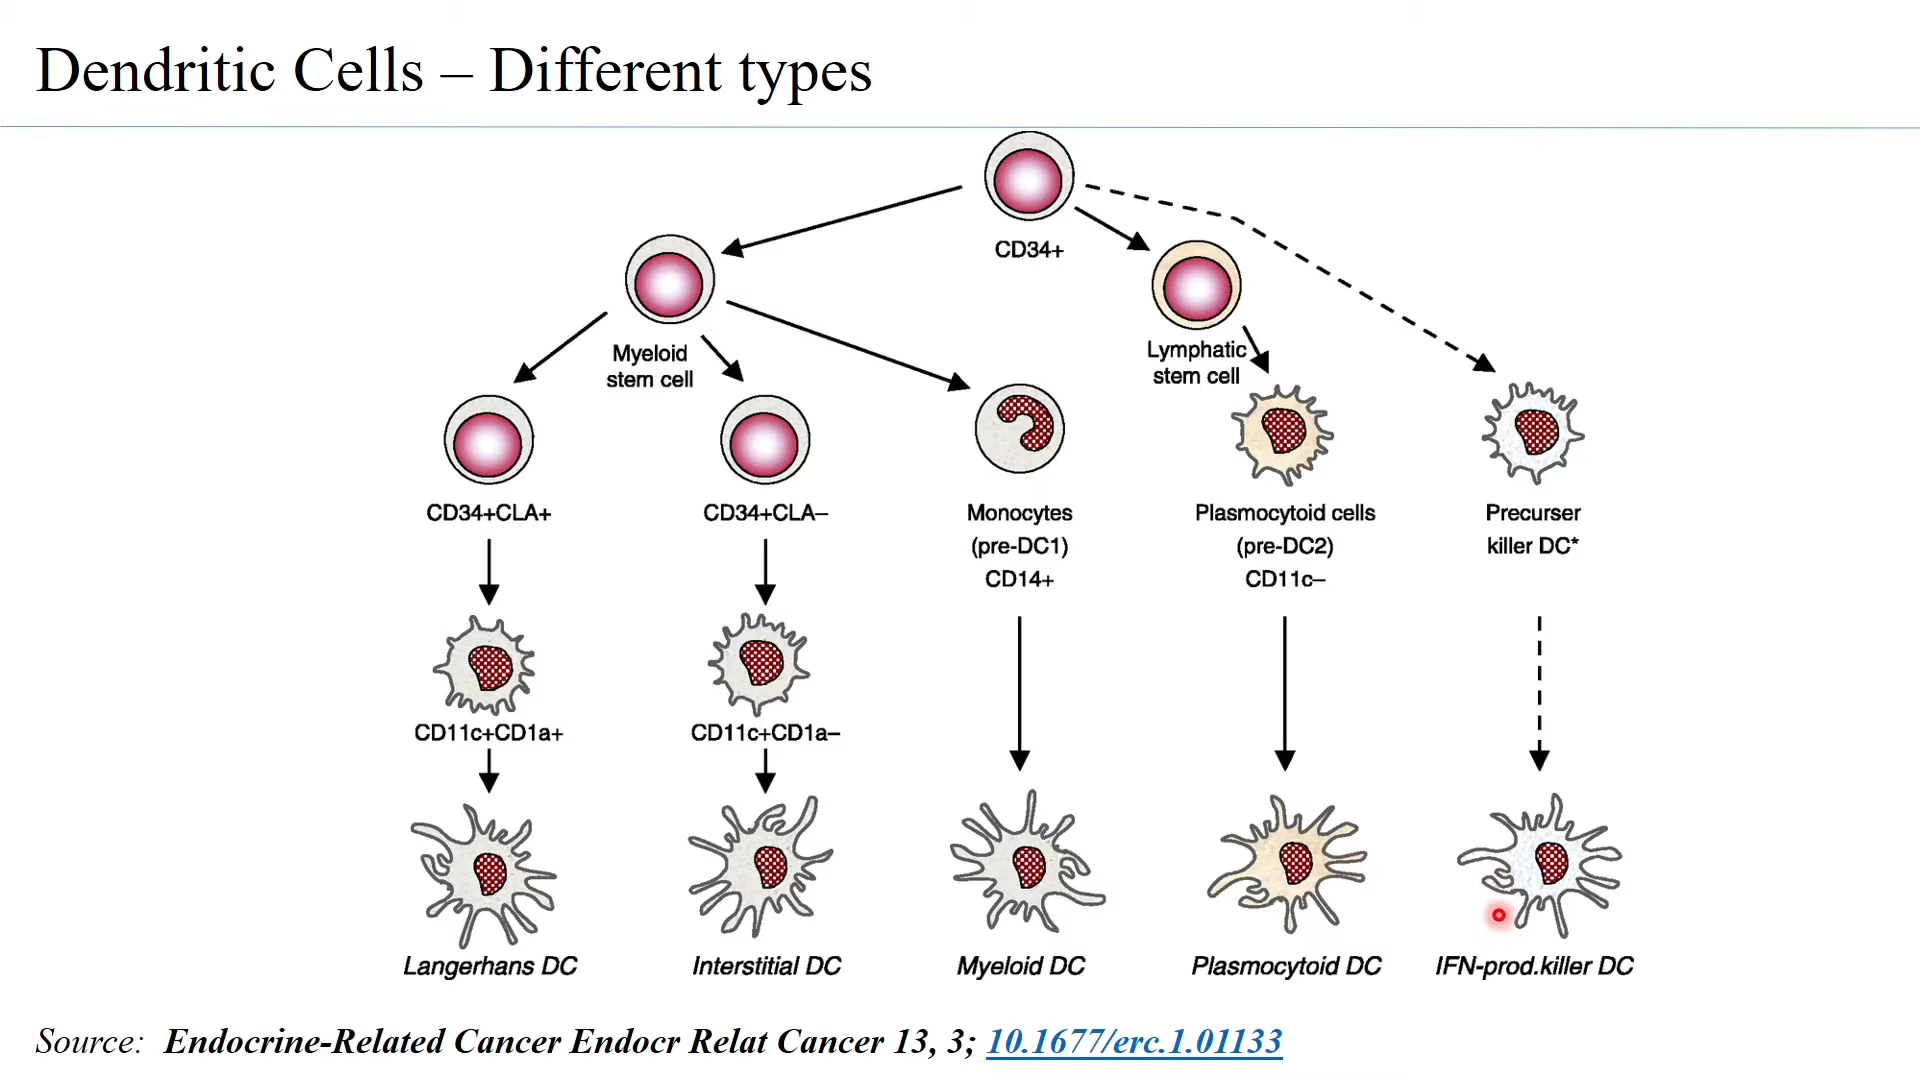 Dendritic Cells – Different types
CD34+
Myeloid
stem cell
Lymphatic
stem cell
CD34+CLA+
CD34+CLA–
Monocytes
(pre-DC1)
CD14+
Plasmocytoid cells
(pre-DC2)
CD11c–
Precurser
killer DC*
CD11c+CD1a+
CD11c+CD1a–
Langerhans DC
Interstitial DC
Myeloid DC
Plasmocytoid DC
IFN-prod.killer DC
Source: Endocrine-Related Cancer Endocr Relat Cancer 13, 3; 10.1677/erc.1.01133